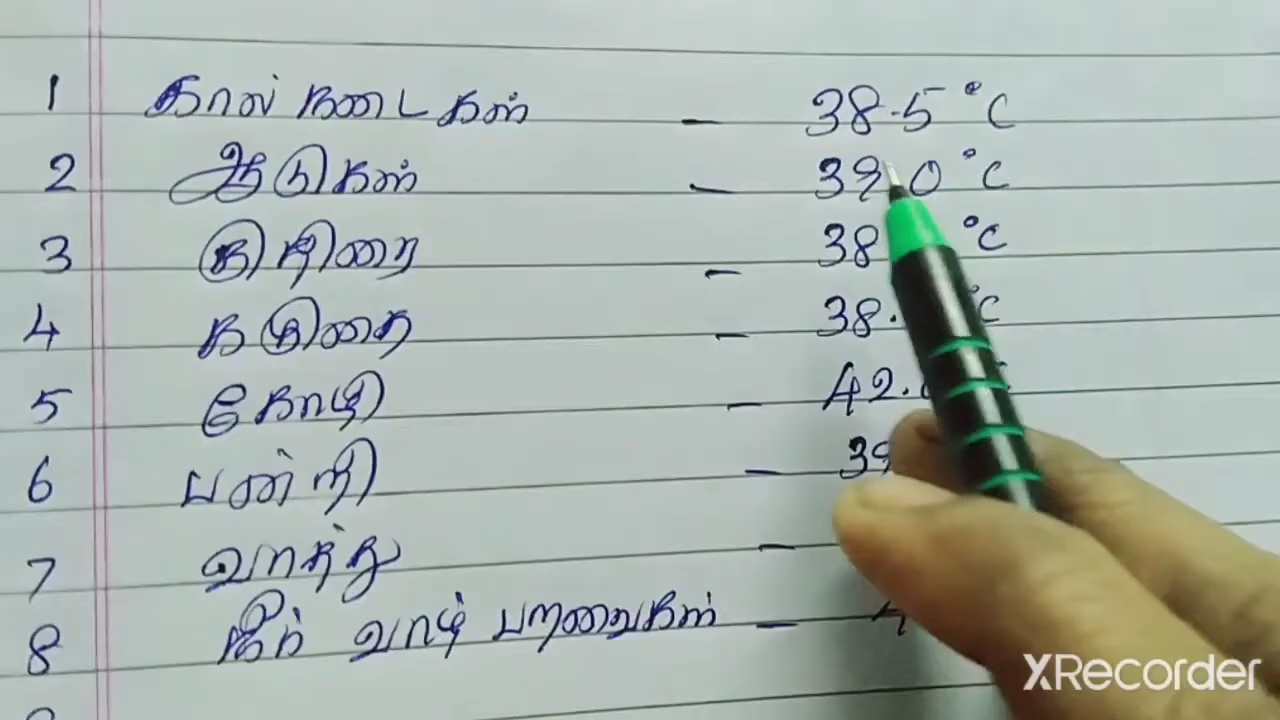 1 கால் நடைகள் - 38.5 °C
2 ஆடுகள் - 39.0 °C
3 குதிரை - 38 °C
4 கழுதை - 38. °C
5 கோழி - 42.
6 பன்றி - 39
7 வாத்து -
8 நீர் வாழ் பறவைகள் - 4
XRecorder